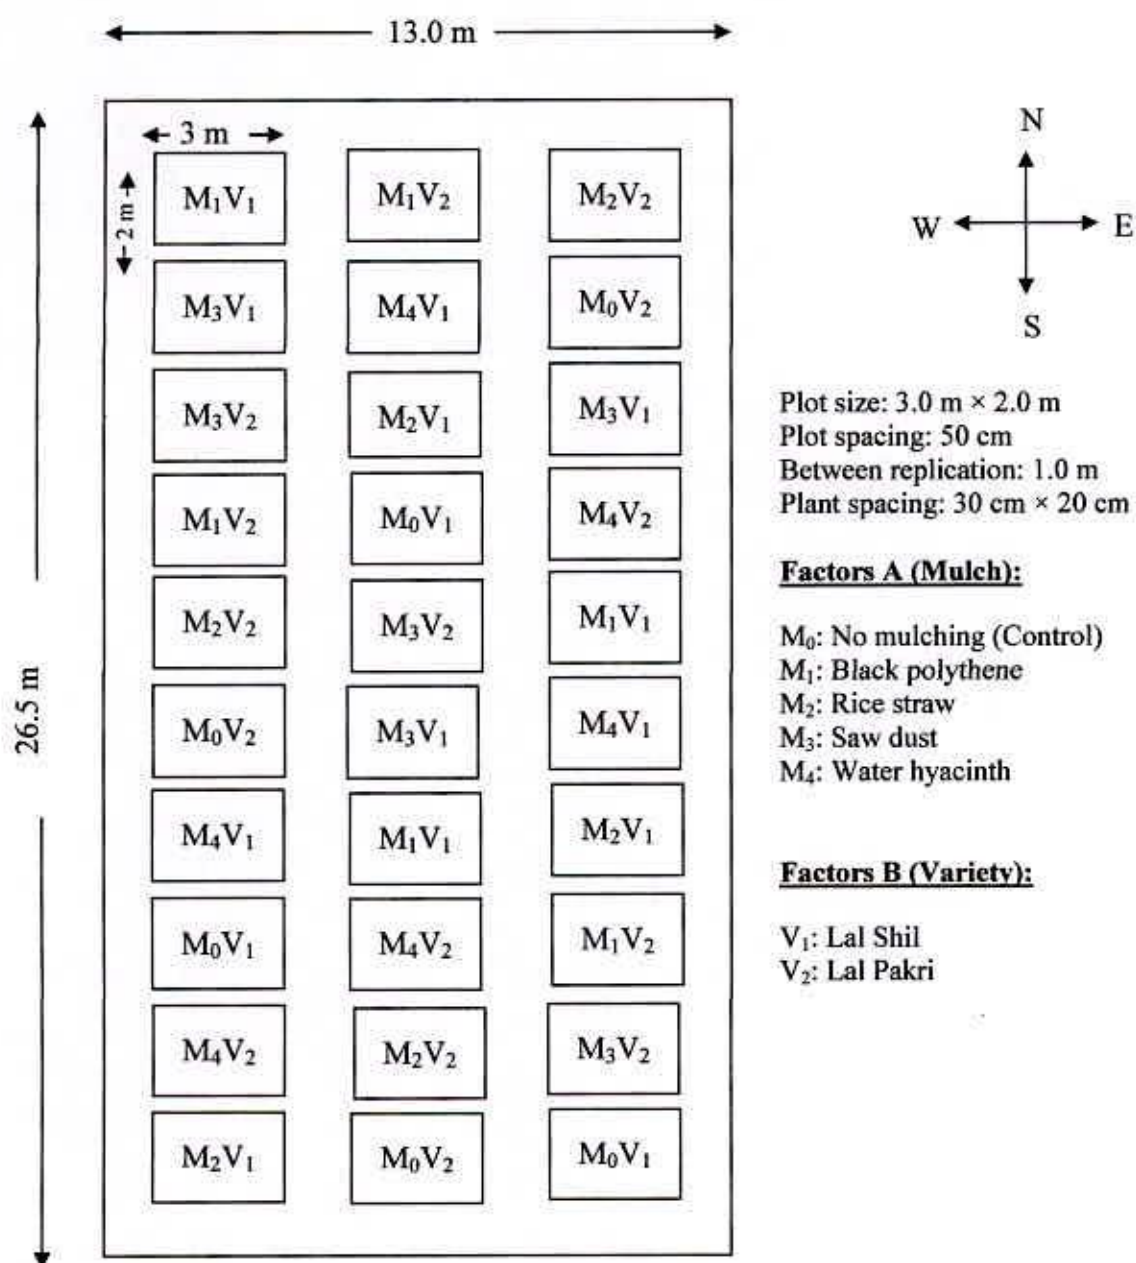 13.0 m
3 m
2 m
26.5 m
M₁V₁ M₁V₂ M₂V₂
M₃V₁ M₄V₁ M₀V₂
M₃V₂ M₂V₁ M₃V₁
M₁V₂ M₀V₁ M₄V₂
M₂V₂ M₃V₂ M₁V₁
M₀V₂ M₃V₁ M₄V₁
M₄V₁ M₁V₁ M₂V₁
M₀V₁ M₄V₂ M₁V₂
M₄V₂ M₂V₂ M₃V₂
M₂V₁ M₀V₂ M₀V₁
N
W E
S
Plot size: 3.0 m × 2.0 m
Plot spacing: 50 cm
Between replication: 1.0 m
Plant spacing: 30 cm × 20 cm
Factors A (Mulch):
M₀: No mulching (Control)
M₁: Black polythene
M₂: Rice straw
M₃: Saw dust
M₄: Water hyacinth
Factors B (Variety):
V₁: Lal Shil
V₂: Lal Pakri